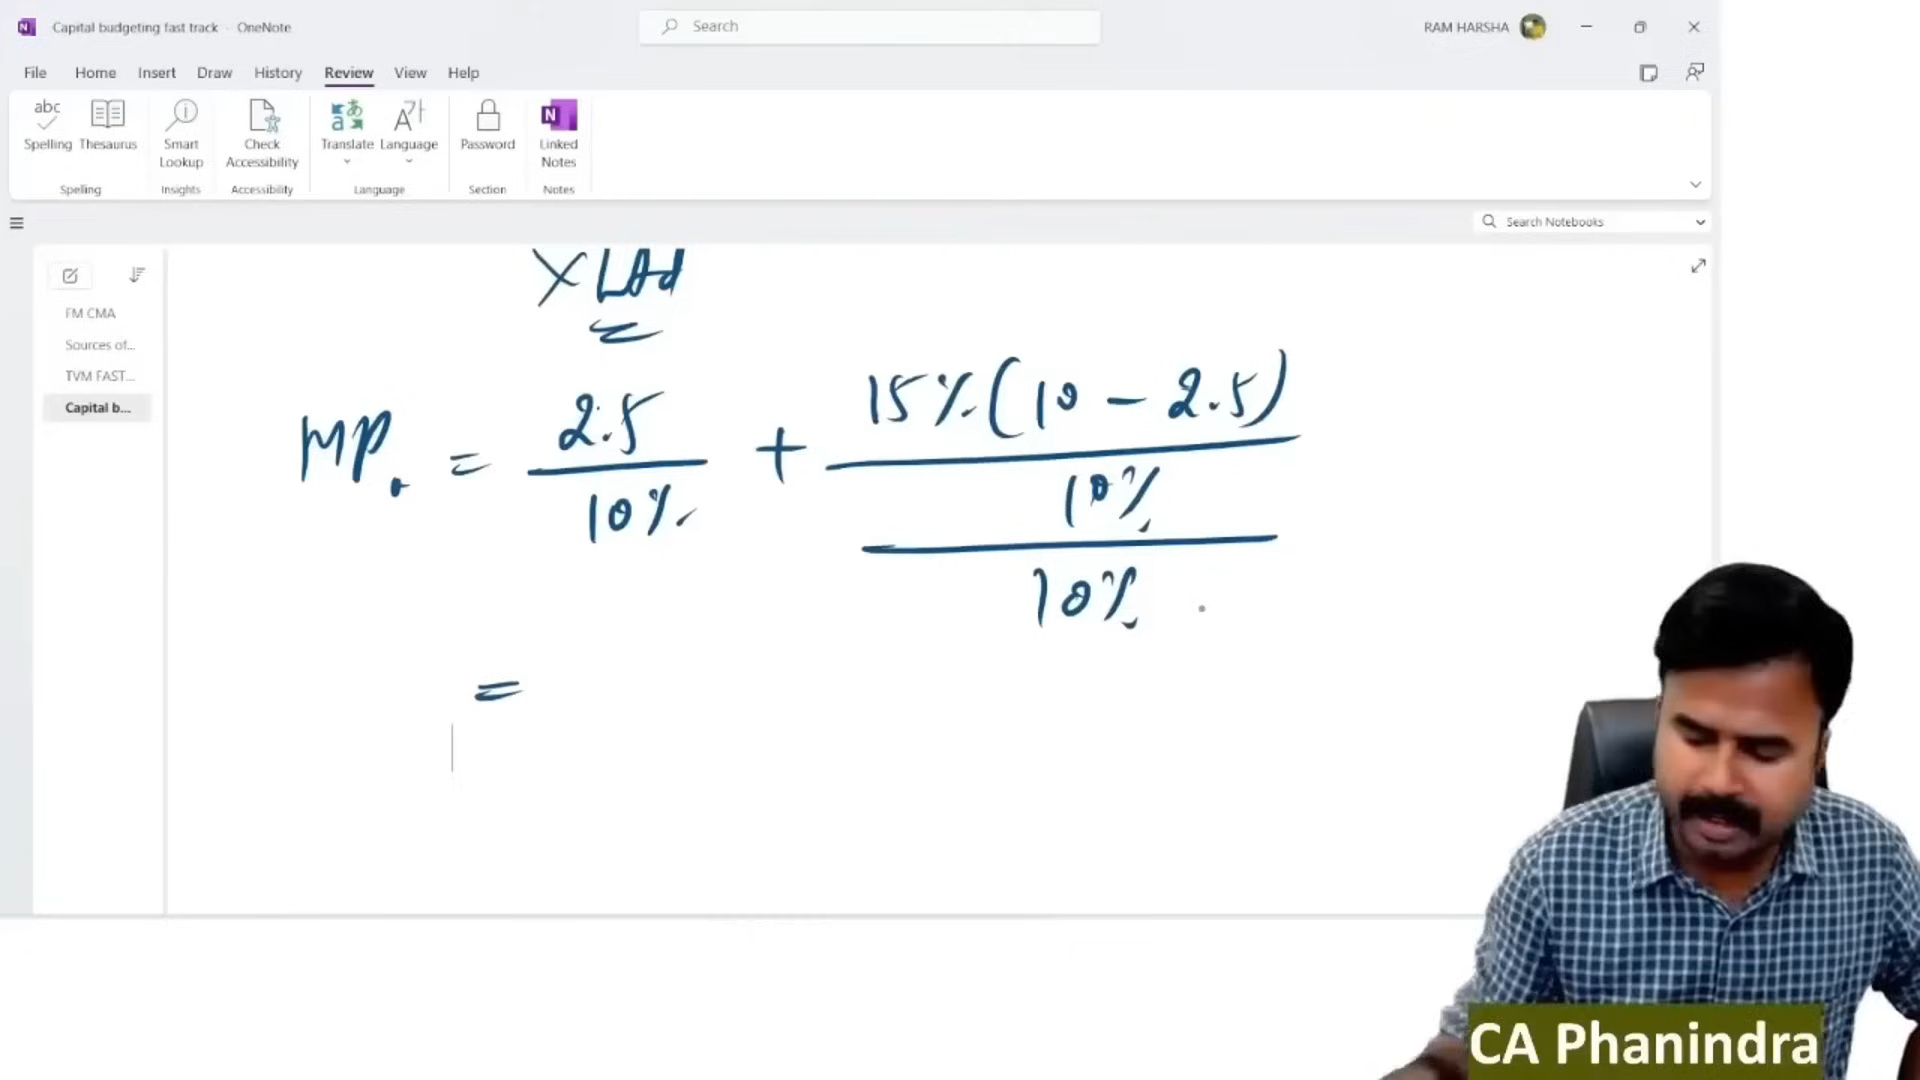 Capital budgeting fast track - OneNote
Search
RAM HARSHA
File Home Insert Draw History Review View Help
abc
Spelling Thesaurus Smart Lookup Check Accessibility Translate Language Password Linked Notes
Spelling Insights Accessibility Language Section Notes
Search Notebooks
FM CMA
Sources of...
TVM FAST...
Capital b...
X Ltd
MP₀ = 2.5 / 10% + 15% (10 - 2.5) / 10% / 10%
=
CA Phanindra